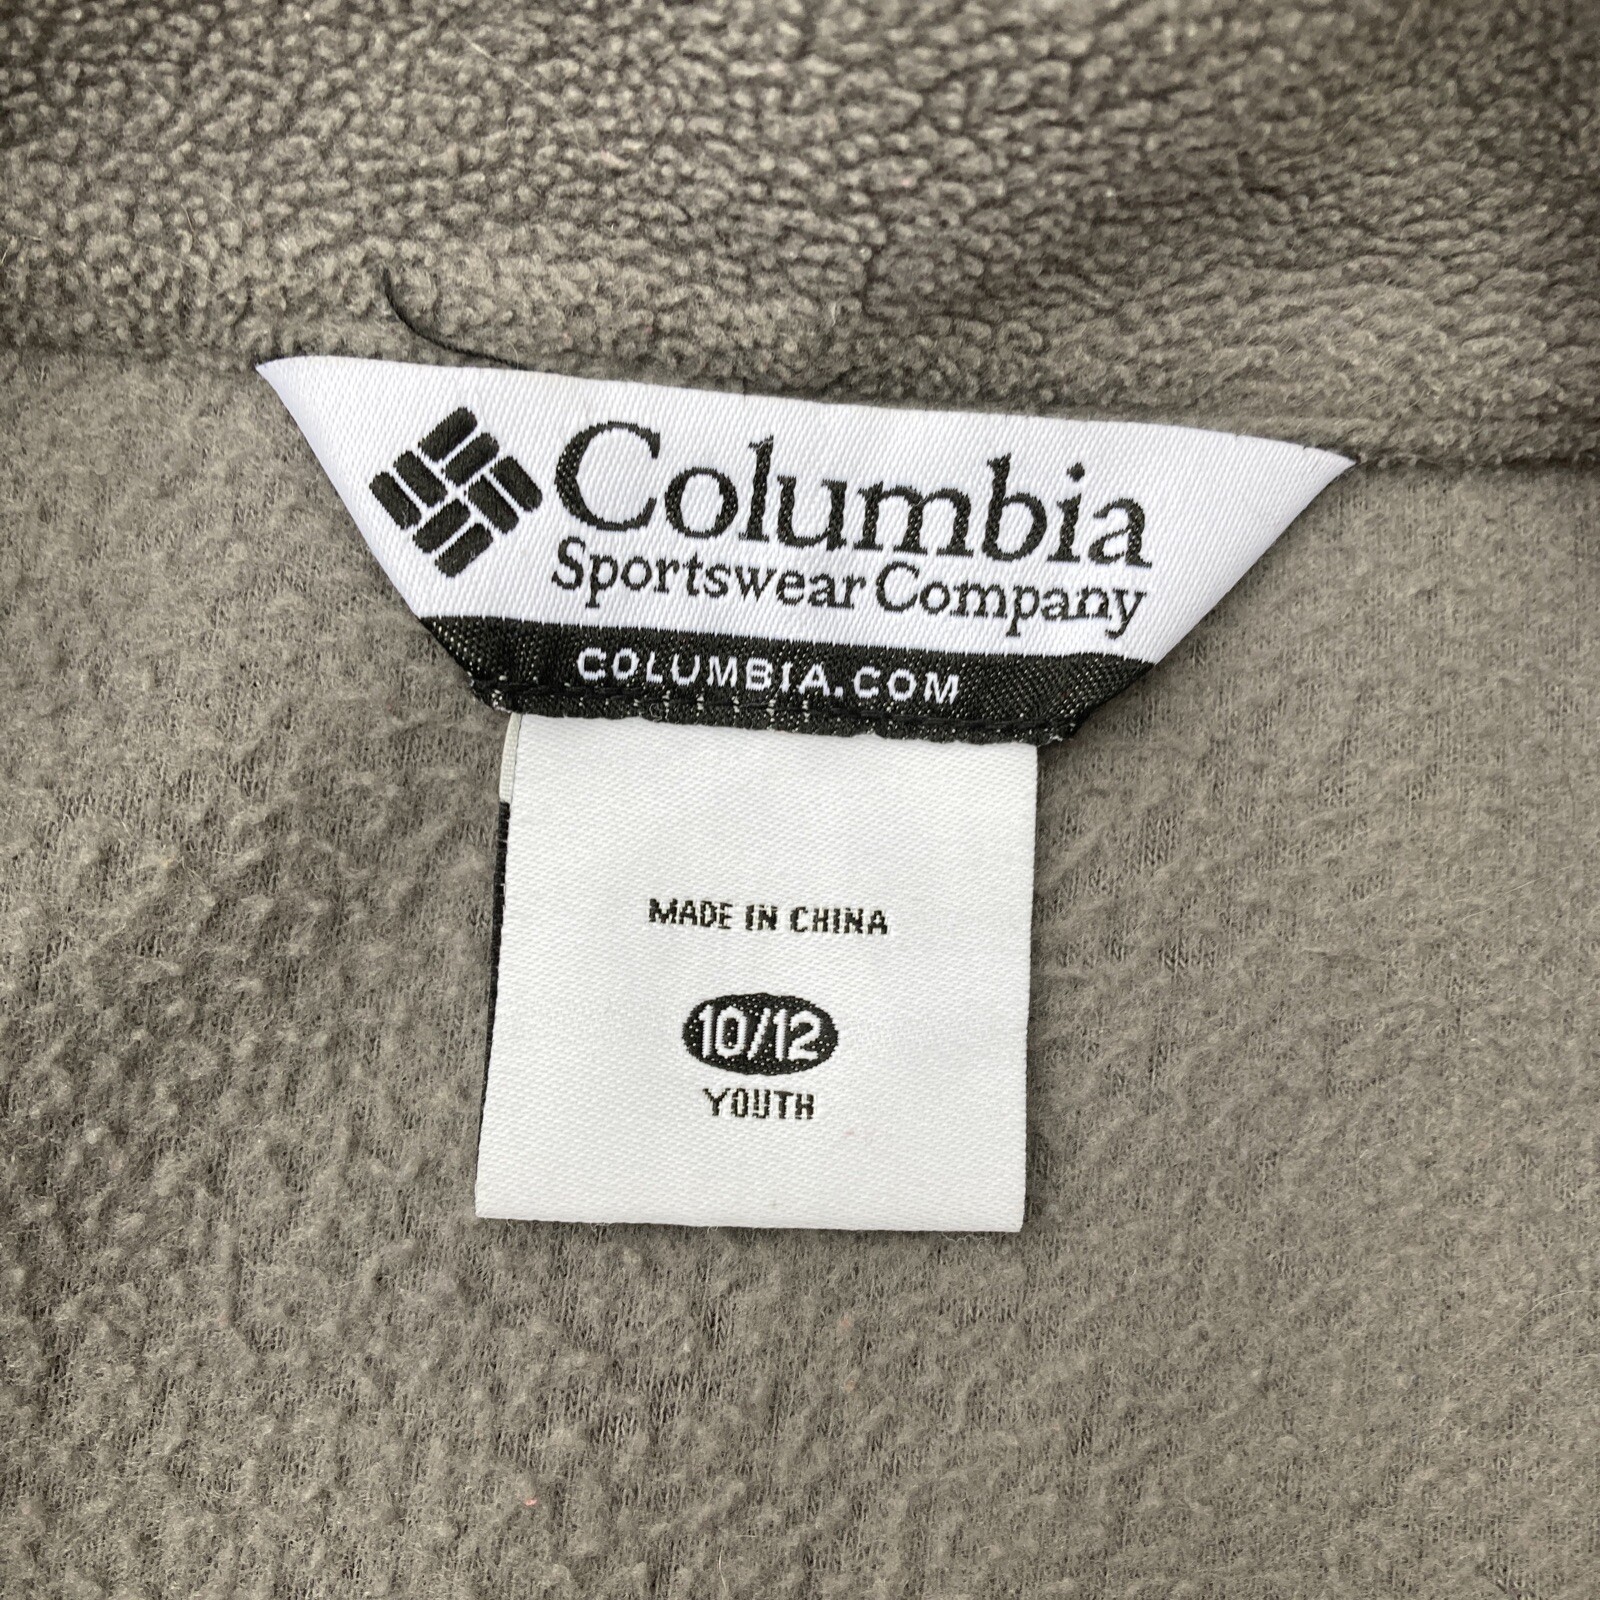 Columbia
Sportswear Company
COLUMBIA.COM
MADE IN CHINA
10/12
YOUTH